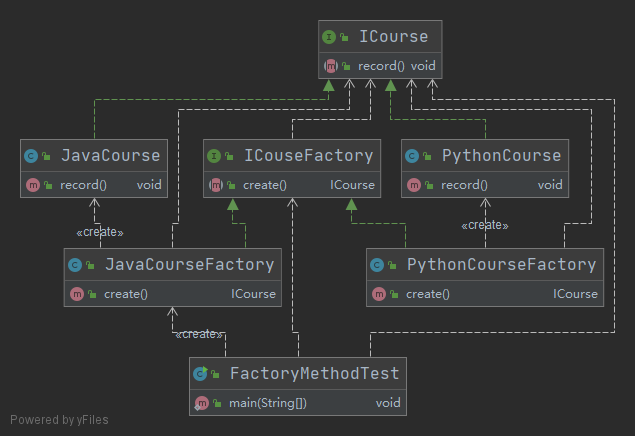 ICourse
record() void
JavaCourse
record() void
ICouseFactory
create() ICourse
PythonCourse
record() void
«create»
«create»
JavaCourseFactory
create() ICourse
PythonCourseFactory
create() ICourse
«create»
FactoryMethodTest
main(String[]) void
Powered by yFiles